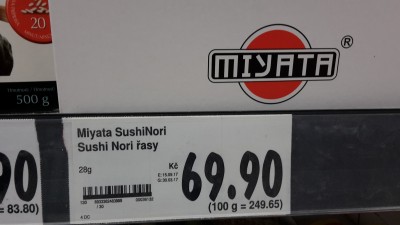 20
500 g
MIYATA
®
Miyata SushiNori
Sushi Nori řasy
28g
Kč
69.90
(100 g = 249.65)
90
= 83.80)